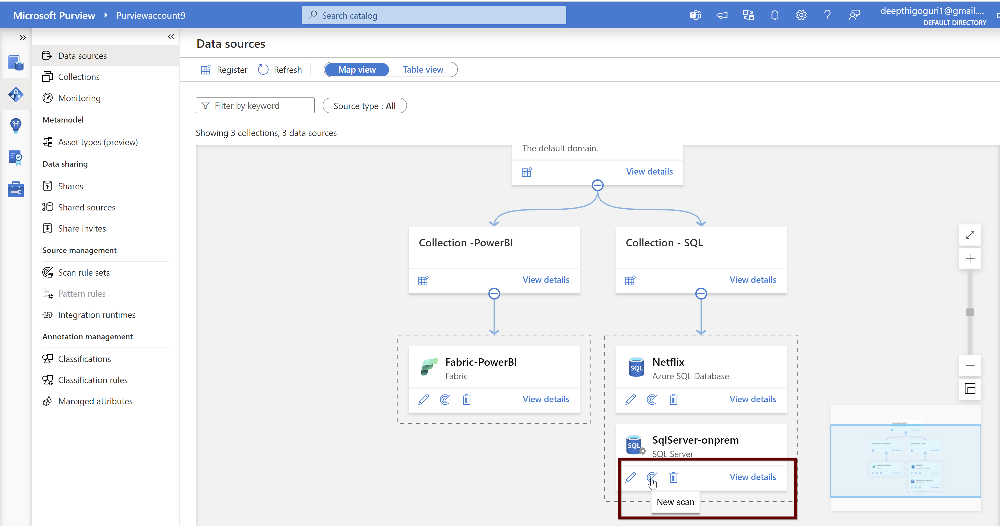 Microsoft Purview
Purviewaccount9
Search catalog
deepthigoguri1@gmail....
DEFAULT DIRECTORY
Data sources
Collections
Monitoring
Metamodel
Asset types (preview)
Data sharing
Shares
Shared sources
Share invites
Source management
Scan rule sets
Pattern rules
Integration runtimes
Annotation management
Classifications
Classification rules
Managed attributes
Data sources
Register
Refresh
Map view
Table view
Filter by keyword
Source type : All
Showing 3 collections, 3 data sources
The default domain.
View details
Collection -PowerBI
View details
Collection - SQL
View details
Fabric-PowerBI
Fabric
View details
SQL
Netflix
Azure SQL Database
View details
SQL
SqlServer-onprem
SQL Server
View details
New scan